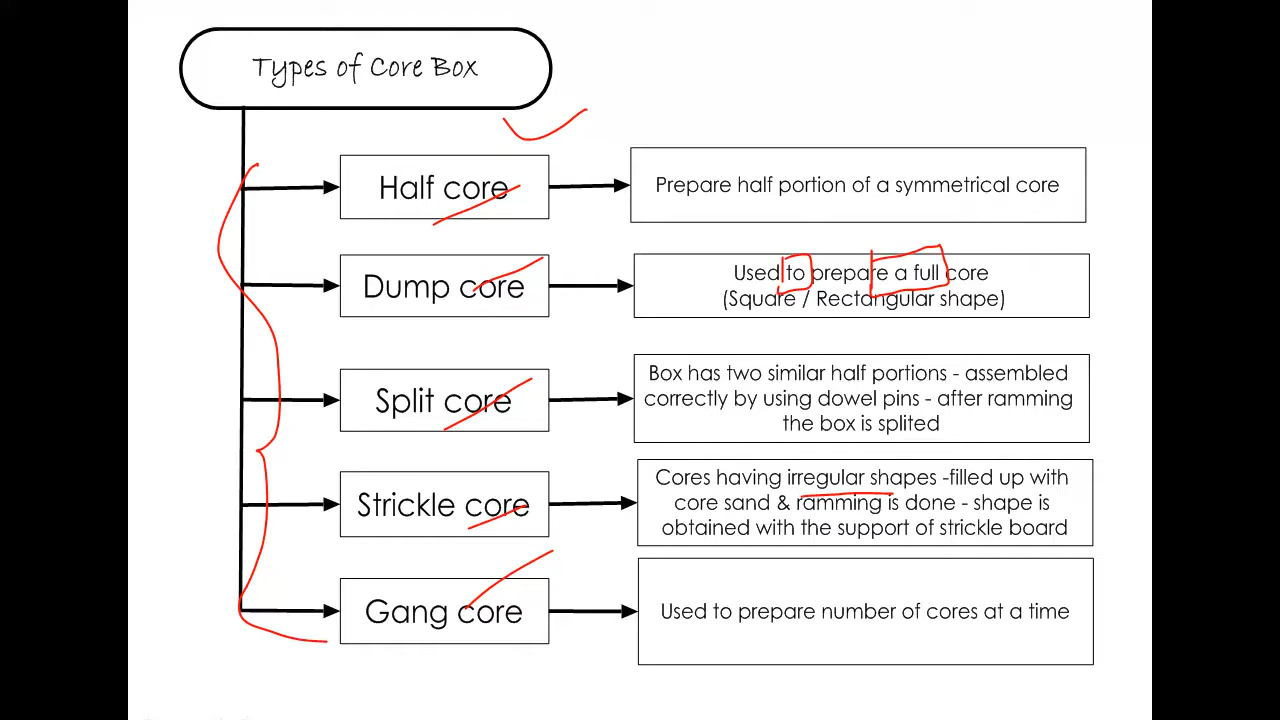 Types of Core Box
Half core
Prepare half portion of a symmetrical core
Dump core
Used to prepare a full core
(Square / Rectangular shape)
Split core
Box has two similar half portions - assembled
correctly by using dowel pins - after ramming
the box is splited
Strickle core
Cores having irregular shapes -filled up with
core sand & ramming is done - shape is
obtained with the support of strickle board
Gang core
Used to prepare number of cores at a time